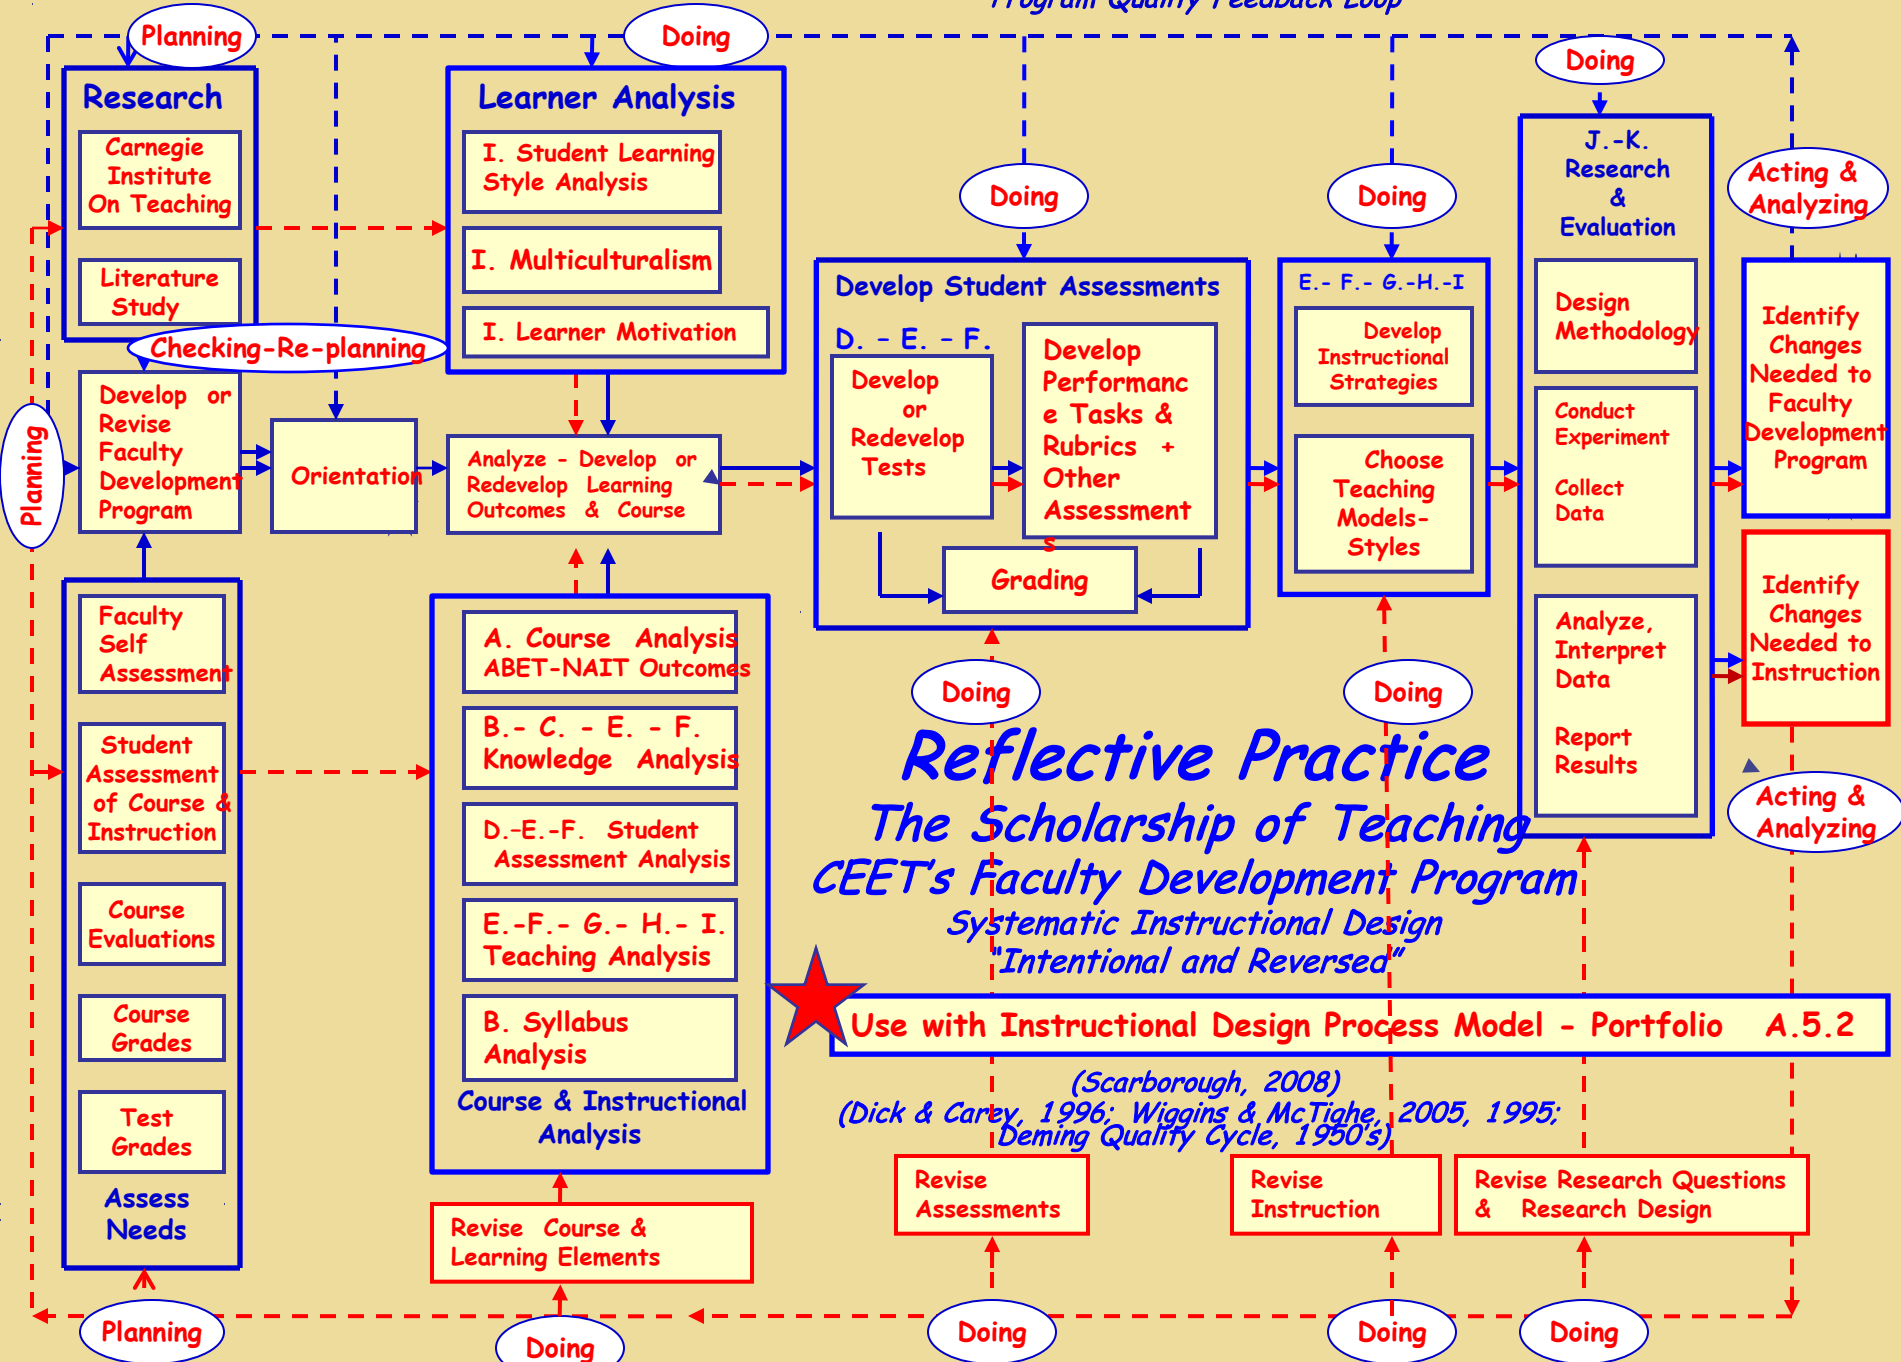 Program Quality Feedback Loop
Planning
Doing
Doing
Research
Carnegie
Institute
On Teaching
Literature
Study
Learner Analysis
I. Student Learning
Style Analysis
I. Multiculturalism
I. Learner Motivation
Doing
Doing
J.-K.
Research
&
Evaluation
Acting &
Analyzing
Checking-Re-planning
Planning
Develop or
Revise
Faculty
Development
Program
Orientation
Analyze - Develop or
Redevelop Learning
Outcomes & Course
Develop Student Assessments
D. - E. - F.
Develop
or
Redevelop
Tests
Develop
Performanc
e Tasks &
Rubrics +
Other
Assessment
s
Grading
E.- F.- G.-H.-I
Develop
Instructional
Strategies
Choose
Teaching
Models-
Styles
Design
Methodology
Conduct
Experiment
Collect
Data
Analyze,
Interpret
Data
Report
Results
Identify
Changes
Needed to
Faculty
Development
Program
Identify
Changes
Needed to
Instruction
Faculty
Self
Assessment
Student
Assessment
of Course &
Instruction
Course
Evaluations
Course
Grades
Test
Grades
Assess
Needs
A. Course Analysis
ABET-NAIT Outcomes
B.- C. - E. - F.
Knowledge Analysis
D.-E.-F. Student
Assessment Analysis
E.-F.- G.- H.- I.
Teaching Analysis
B. Syllabus
Analysis
Course & Instructional
Analysis
Doing
Doing
Reflective Practice
The Scholarship of Teaching
CEET's Faculty Development Program
Systematic Instructional Design
"Intentional and Reversed"
Acting &
Analyzing
Use with Instructional Design Process Model - Portfolio A.5.2
(Scarborough, 2008)
(Dick & Carey, 1996; Wiggins & McTighe, 2005, 1995;
Deming Quality Cycle, 1950's)
Revise Course &
Learning Elements
Revise
Assessments
Revise
Instruction
Revise Research Questions
& Research Design
Planning
Doing
Doing
Doing
Doing